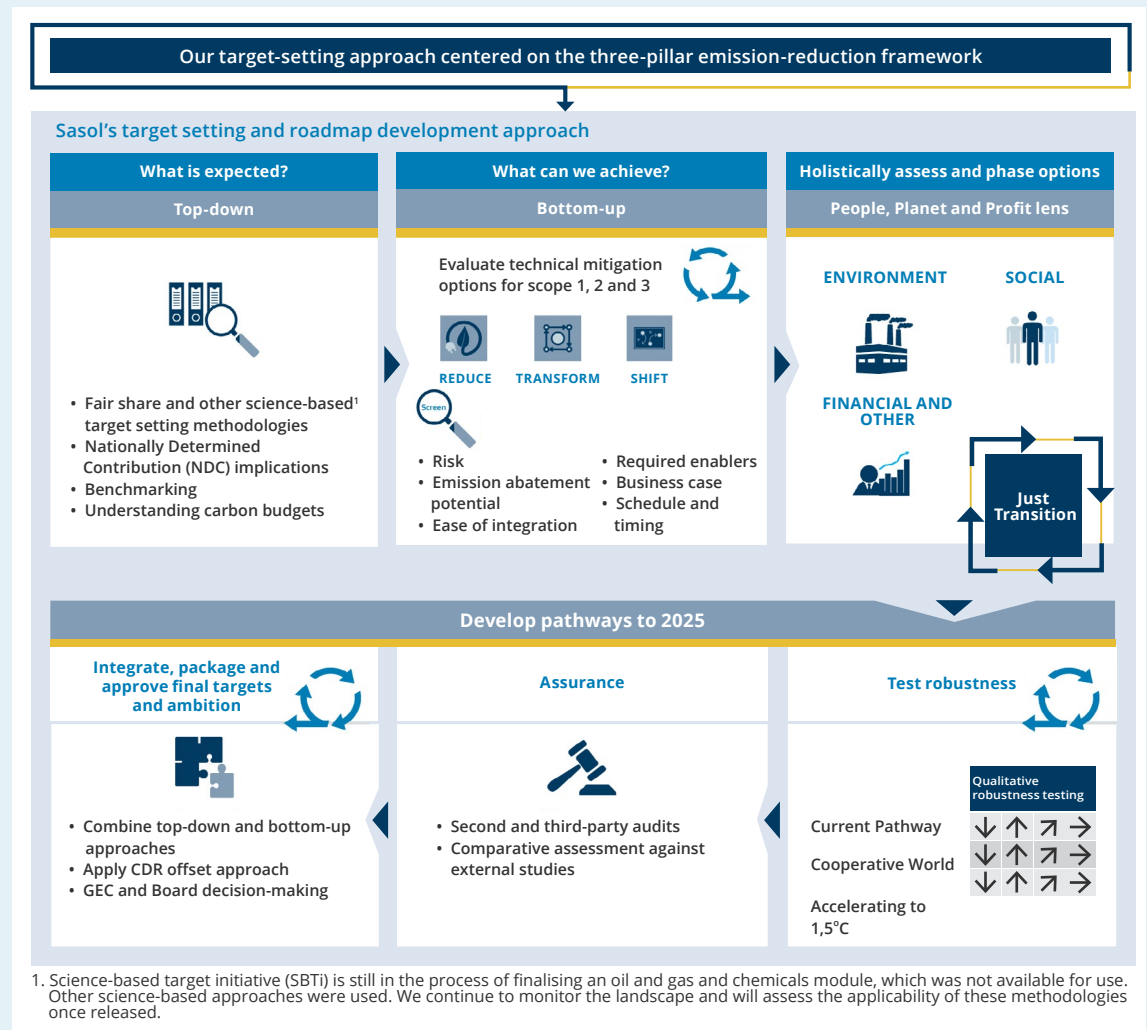 Our target-setting approach centered on the three-pillar emission-reduction framework
Sasol's target setting and roadmap development approach
What is expected?
Top-down
• Fair share and other science-based¹
target setting methodologies
• Nationally Determined
Contribution (NDC) implications
• Benchmarking
• Understanding carbon budgets
What can we achieve?
Bottom-up
Evaluate technical mitigation
options for scope 1, 2 and 3
REDUCE
TRANSFORM
SHIFT
Screen
• Risk
• Emission abatement
potential
• Ease of integration
• Required enablers
• Business case
• Schedule and
timing
Holistically assess and phase options
People, Planet and Profit lens
ENVIRONMENT
SOCIAL
FINANCIAL AND
OTHER
Just
Transition
Develop pathways to 2025
Integrate, package and
approve final targets
and ambition
• Combine top-down and bottom-up
approaches
• Apply CDR offset approach
• GEC and Board decision-making
Assurance
• Second and third-party audits
• Comparative assessment against
external studies
Test robustness
Qualitative
robustness testing
Current Pathway
Cooperative World
Accelerating to
1,5°C
1. Science-based target initiative (SBTi) is still in the process of finalising an oil and gas and chemicals module, which was not available for use.
Other science-based approaches were used. We continue to monitor the landscape and will assess the applicability of these methodologies
once released.